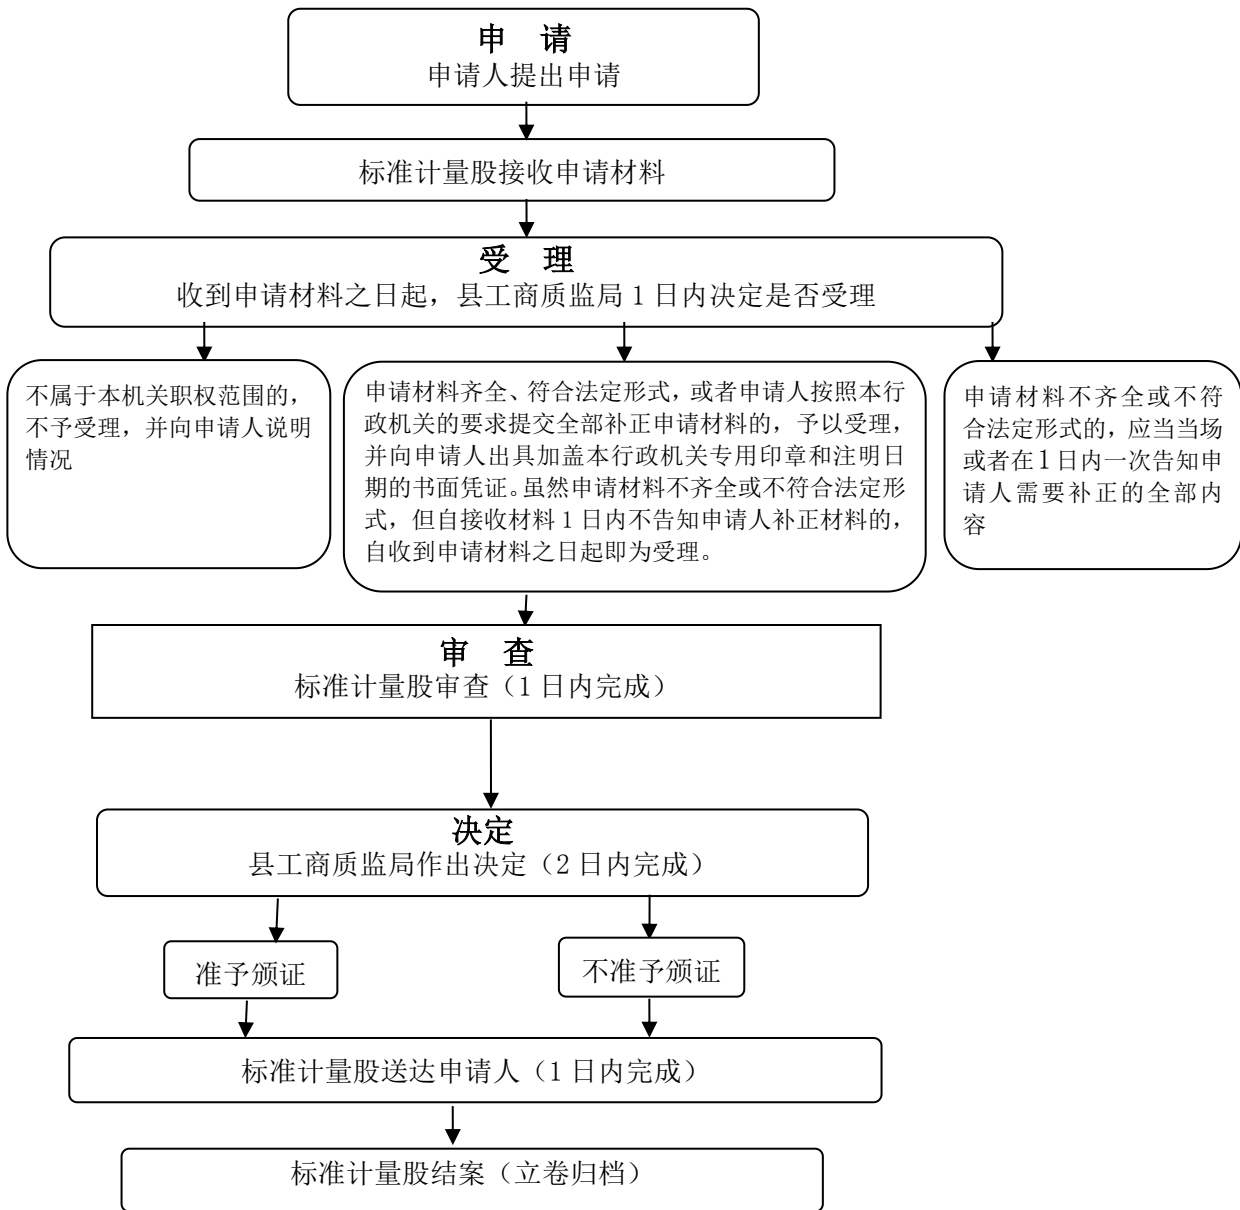 申 请
申请人提出申请
标准计量股接收申请材料
受 理
收到申请材料之日起，县工商质监局 1 日内决定是否受理
不属于本机关职权范围的，
不予受理，并向申请人说明
情况
申请材料齐全、符合法定形式，或者申请人按照本行
政机关的要求提交全部补正申请材料的，予以受理，
并向申请人出具加盖本行政机关专用印章和注明日
期的书面凭证。虽然申请材料不齐全或不符合法定形
式，但自接收材料 1 日内不告知申请人补正材料的，
自收到申请材料之日起即为受理。
申请材料不齐全或不符
合法定形式的，应当当场
或者在 1 日内一次告知申
请人需要补正的全部内
容
审 查
标准计量股审查（1 日内完成）
决定
县工商质监局作出决定（2 日内完成）
准予颁证
不准予颁证
标准计量股送达申请人（1 日内完成）
标准计量股结案（立卷归档）